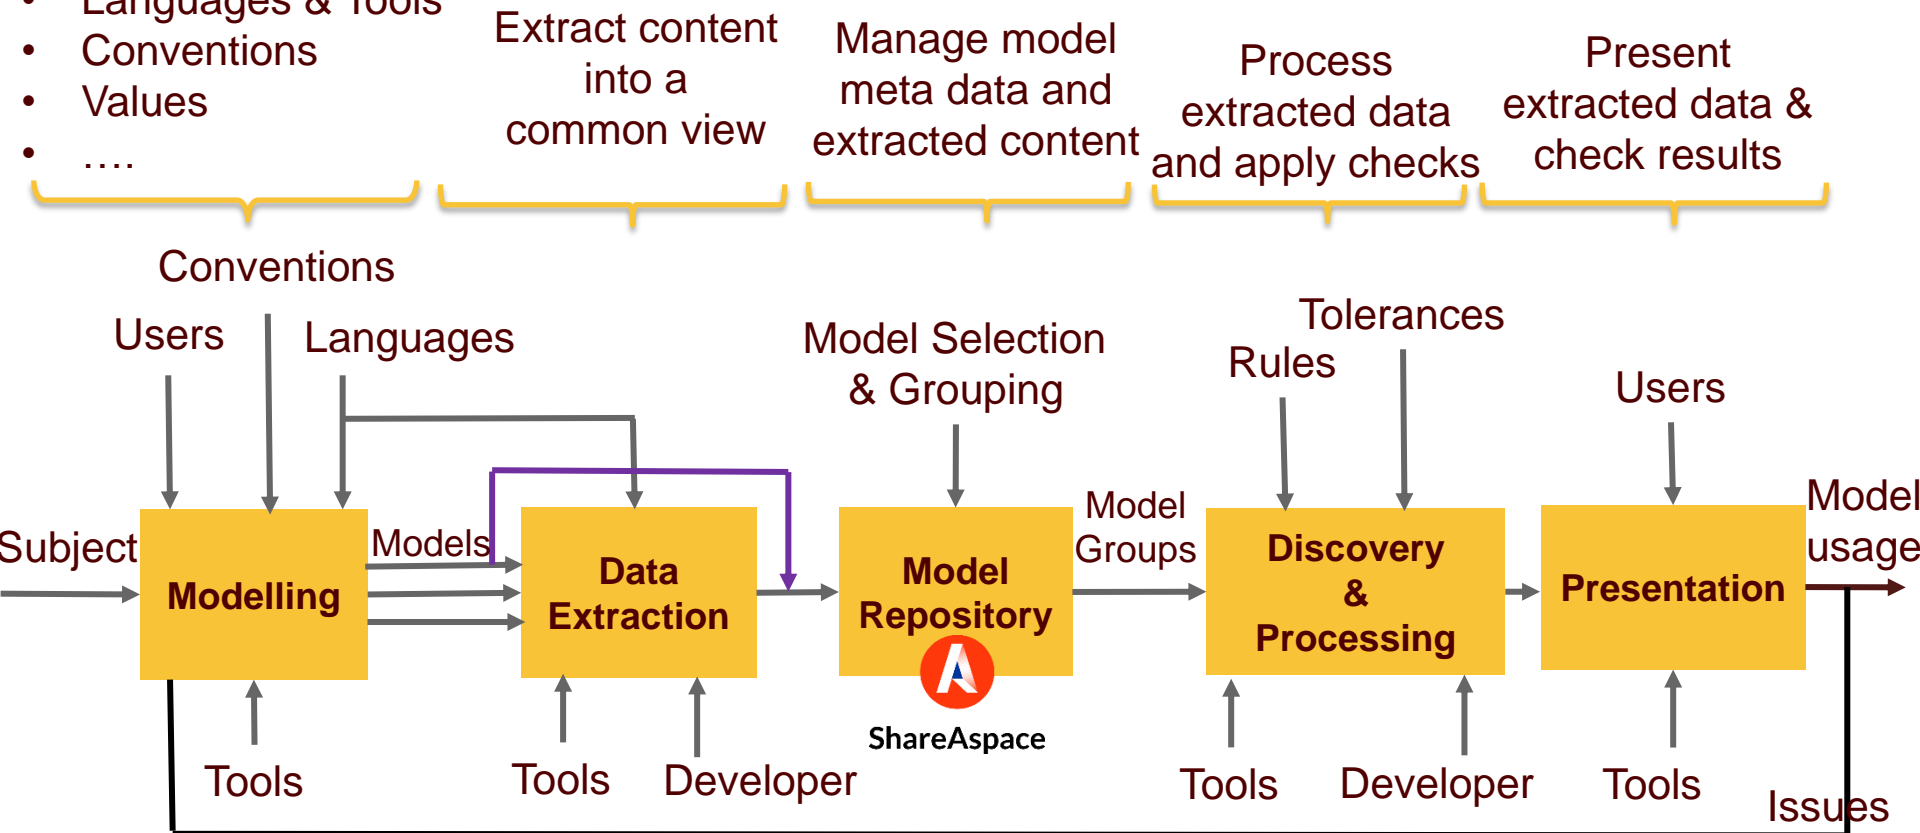 • Languages & Tools
• Conventions
• Values
• ….
Extract content
into a
common view
Manage model
meta data and
extracted content
Process
extracted data
and apply checks
Present
extracted data &
check results
Conventions
Users
Languages
Model Selection
& Grouping
Tolerances
Rules
Users
Subject
Modelling
Models
Data
Extraction
Model
Repository
ShareAspace
Model
Groups
Discovery
&
Processing
Presentation
Model
usage
Tools
Tools
Developer
Tools
Developer
Tools
Issues